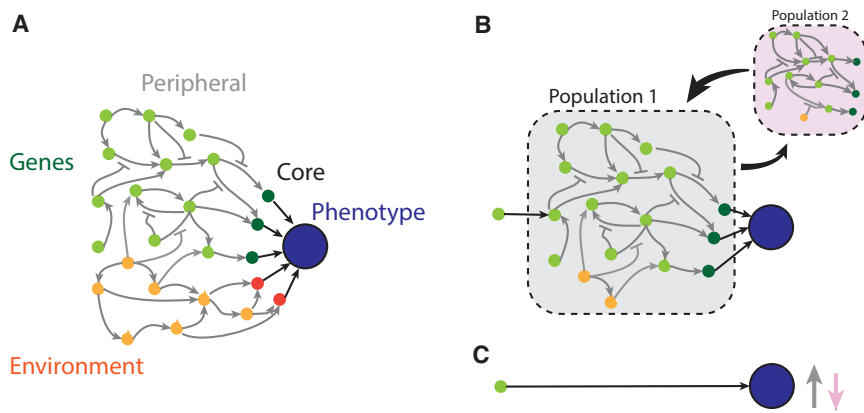 A
Peripheral
Genes
Core
Phenotype
Environment
B
Population 2
Population 1
C